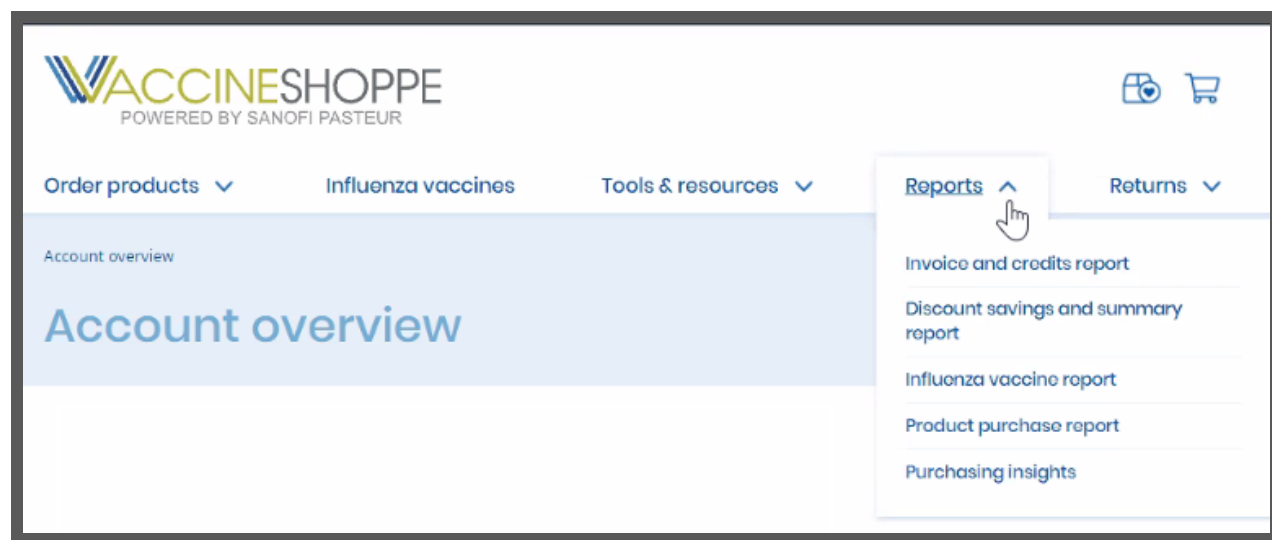 VACCINESHOPPE
POWERED BY SANOFI PASTEUR
Order products
Influenza vaccines
Tools & resources
Reports
Returns
Account overview
Account overview
Invoice and credits report
Discount savings and summary
report
Influenza vaccine report
Product purchase report
Purchasing insights